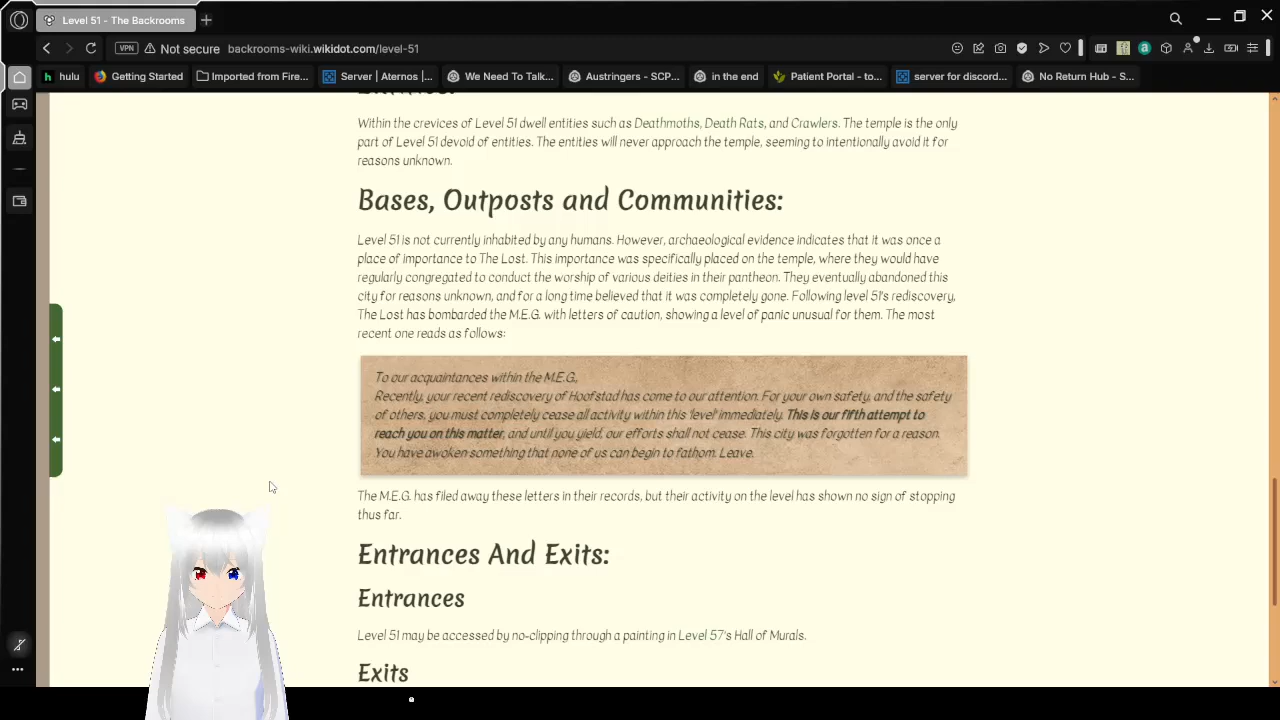 Level 51 - The Backrooms
VPN Not secure backrooms-wiki.wikidot.com/level-51
hulu Getting Started Imported from Fire... Server | Aternos |... We Need To Talk... Austringers - SCP... in the end Patient Portal - to... server for discord... No Return Hub - S...
Within the crevices of Level 51 dwell entities such as Deathmoths, Death Rats, and Crawlers. The temple is the only
part of Level 51 devoid of entities. The entities will never approach the temple, seeming to intentionally avoid it for
reasons unknown.
Bases, Outposts and Communities:
Level 51 is not currently inhabited by any humans. However, archaeological evidence indicates that it was once a
place of importance to The Lost. This importance was specifically placed on the temple, where they would have
regularly congregated to conduct the worship of various deities in their pantheon. They eventually abandoned this
city for reasons unknown, and for a long time believed that it was completely gone. Following level 51's rediscovery,
The Lost has bombarded the M.E.G. with letters of caution, showing a level of panic unusual for them. The most
recent one reads as follows:
To our acquaintances within the M.E.G.,
Recently, your recent rediscovery of Hoofstad has come to our attention. For your own safety, and the safety
of others, you must completely cease all activity within this 'level' immediately. This is our fifth attempt to
reach you on this matter, and until you yield, our efforts shall not cease. This city was forgotten for a reason.
You have awoken something that none of us can begin to fathom. Leave.
The M.E.G. has filed away these letters in their records, but their activity on the level has shown no sign of stopping
thus far.
Entrances And Exits:
Entrances
Level 51 may be accessed by no-clipping through a painting in Level 57's Hall of Murals.
Exits